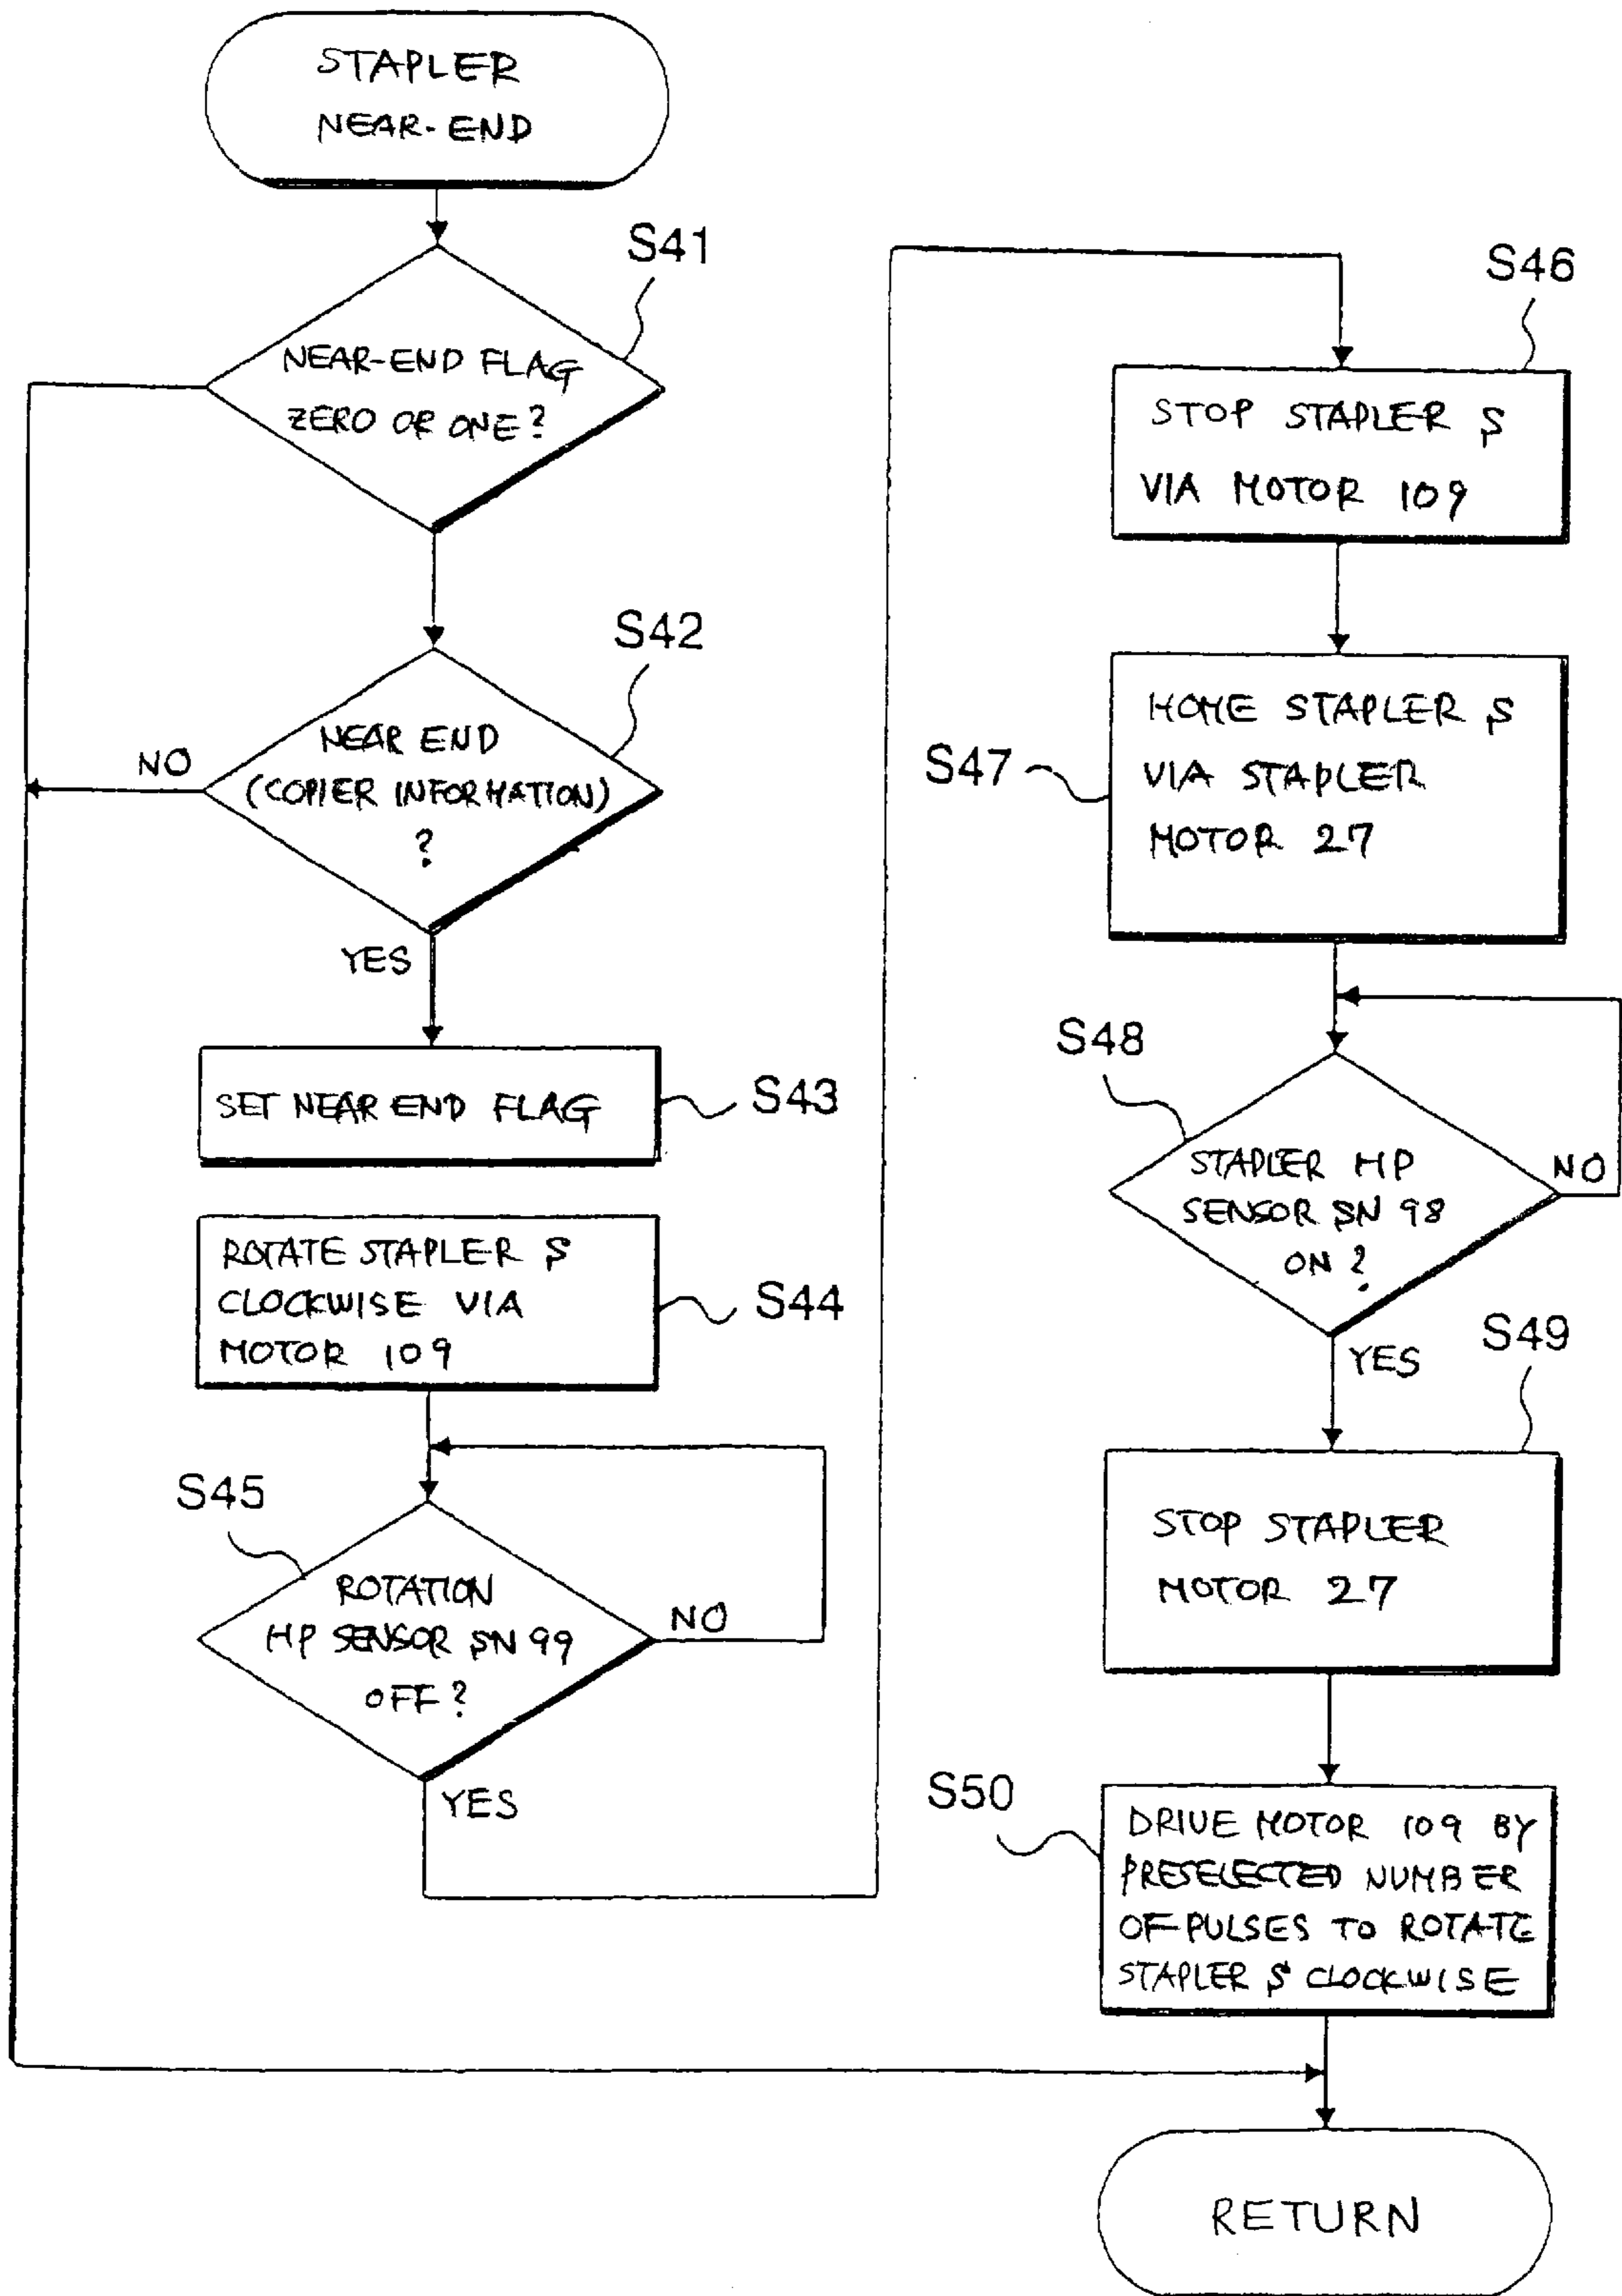 STAPLER
NEAR-END
S41
NEAR-END FLAG
ZERO OR ONE?
S42
NEAR END
(COPIER INFORMATION)
?
NO
YES
SET NEAR END FLAG
S43
ROTATE STAPLER S
CLOCKWISE VIA
MOTOR 109
S44
S45
ROTATION
HP SENSOR SN 99
OFF?
NO
YES
S46
STOP STAPLER S
VIA MOTOR 109
S47
HOME STAPLER S
VIA STAPLER
MOTOR 27
S48
STAPLER HP
SENSOR SN 98
ON?
NO
YES
S49
STOP STAPLER
MOTOR 27
S50
DRIVE MOTOR 109 BY
PRESELECTED NUMBER
OF PULSES TO ROTATE
STAPLER S CLOCKWISE
RETURN